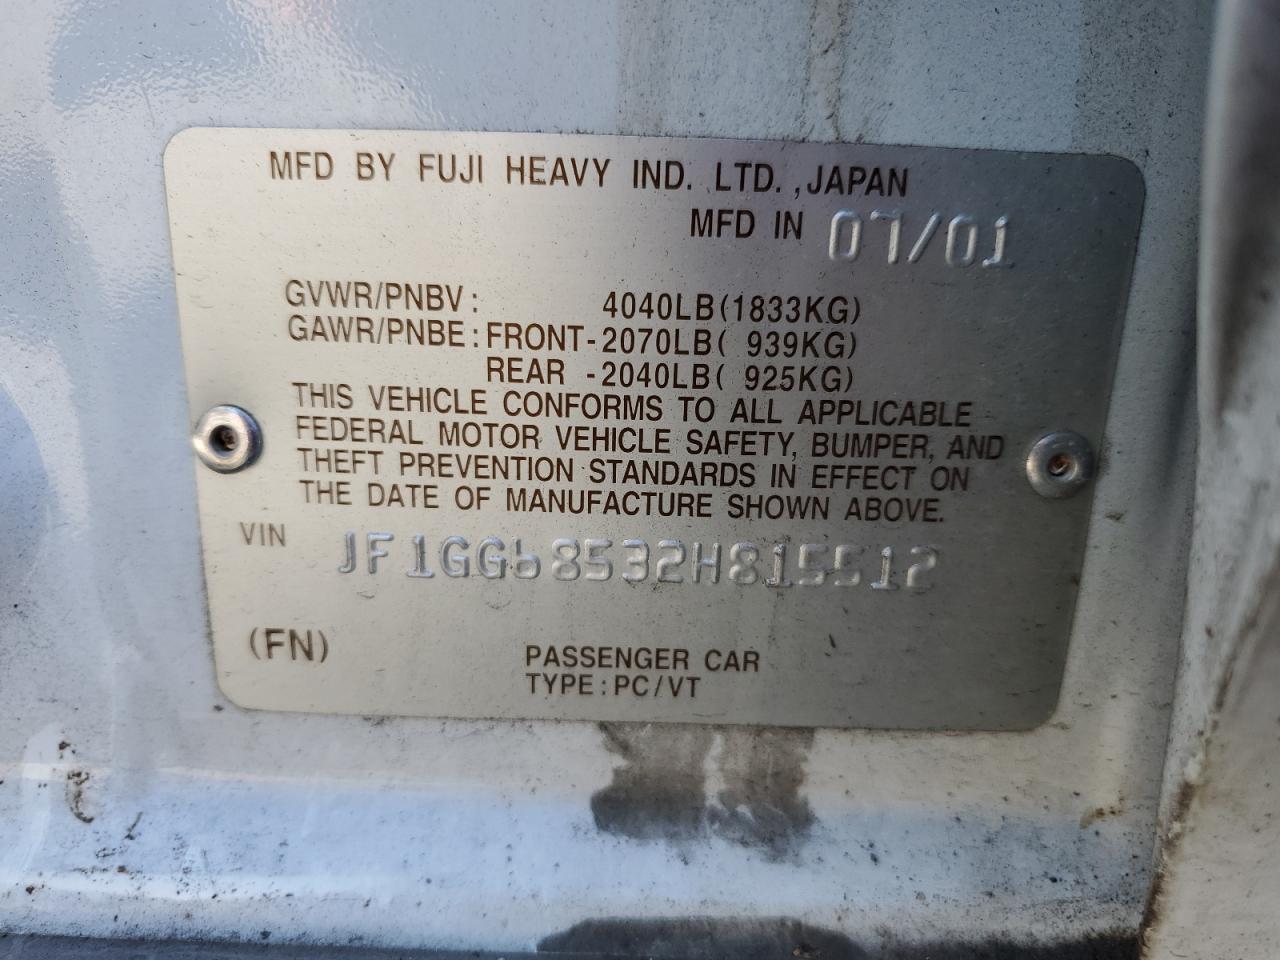 MFD BY FUJI HEAVY IND. LTD.,JAPAN
MFD IN 07/01
GVWR/PNBV: 4040LB(1833KG)
GAWR/PNBE:FRONT-2070LB( 939KG)
REAR -2040LB( 925KG)
THIS VEHICLE CONFORMS TO ALL APPLICABLE
FEDERAL MOTOR VEHICLE SAFETY, BUMPER, AND
THEFT PREVENTION STANDARDS IN EFFECT ON
THE DATE OF MANUFACTURE SHOWN ABOVE.
VIN JF1GG68532H815512
(FN) PASSENGER CAR
TYPE:PC/VT